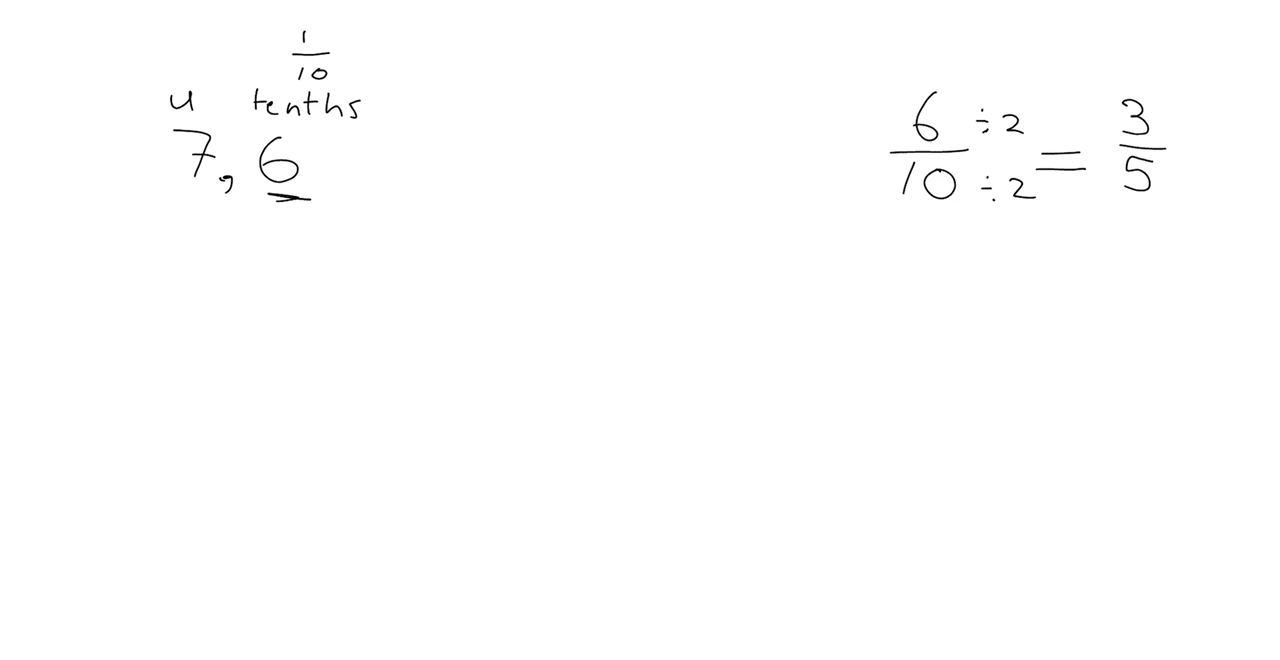 1/10
u tenths
7,6
6/10 ÷2 ÷2 = 3/5